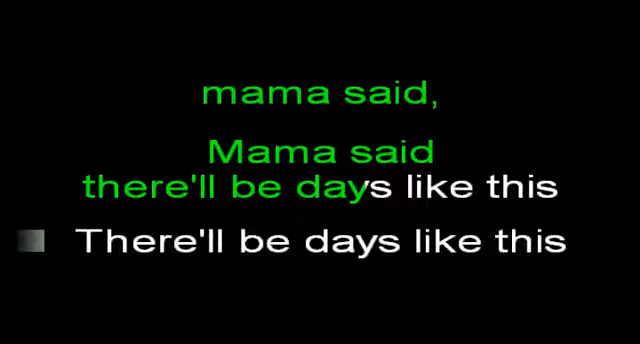 mama said,
Mama said
there'll be days like this
There'll be days like this